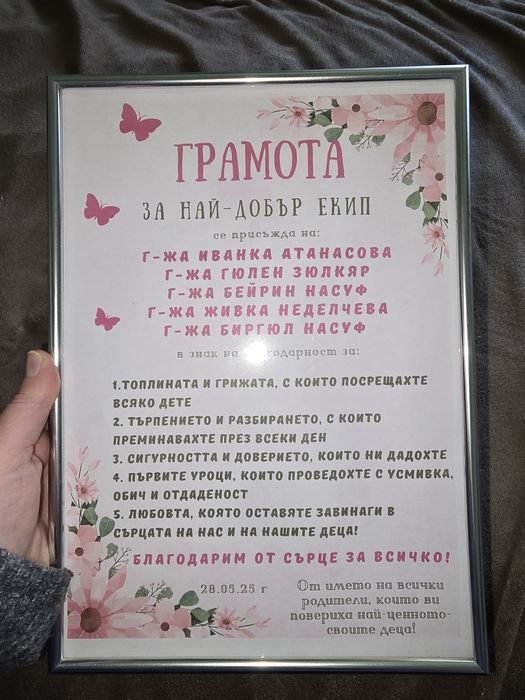 ГРАМОТА
ЗА НАЙ-ДОБЪР ЕКИП
се присъжда на:
Г-ЖА ИВАНКА АТАНАСОВА
Г-ЖА ГЮЛЕН ЗЮЛКЯР
Г-ЖА БЕЙРИН НАСУФ
Г-ЖА ЖИВКА НЕДЕЛЧЕВА
Г-ЖА БИРГЮЛ НАСУФ
в знак на благодарност за:
1.ТОПЛИНАТА И ГРИЖАТА, С КОИТО ПОСРЕЩАХТЕ
ВСЯКО ДЕТЕ
2. ТЪРПЕНИЕТО И РАЗБИРАНЕТО, С КОИТО
ПРЕМИНАВАХТЕ ПРЕЗ ВСЕКИ ДЕН
3. СИГУРНОСТТА И ДОВЕРИЕТО, КОИТО НИ ДАДОХТЕ
4. ПЪРВИТЕ УРОЦИ, КОИТО ПРОВЕДОХТЕ С УСМИВКА,
ОБИЧ И ОТДАДЕНОСТ
5. ЛЮБОВТА, КОЯТО ОСТАВЯТЕ ЗАВИНАГИ В
СЪРЦАТА НА НАС И НА НАШИТЕ ДЕЦА!
БЛАГОДАРИМ ОТ СЪРЦЕ ЗА ВСИЧКО!
28.05.25 г
От името на всички
родители, които ви
повериха най-ценното-
своите деца!